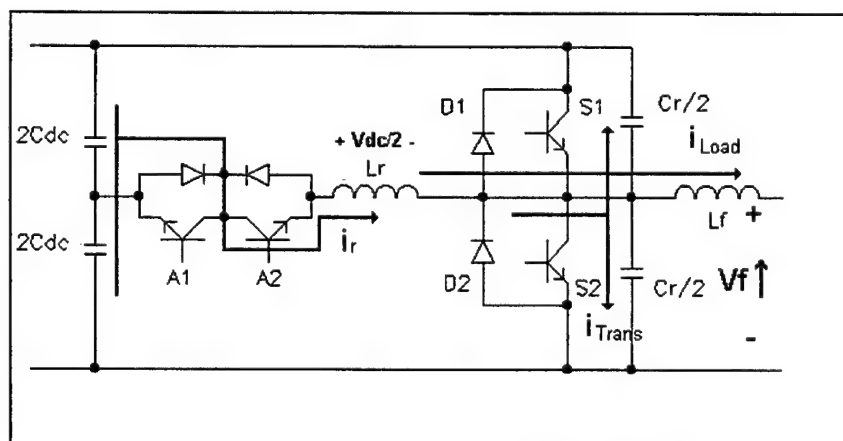 D1
S1
Cr/2
2Cdc
+ Vdc/2 -
Lr
iLoad
2Cdc
ir
Lf
+
A1
A2
D2
S2
Cr/2
Vf
iTrans
-